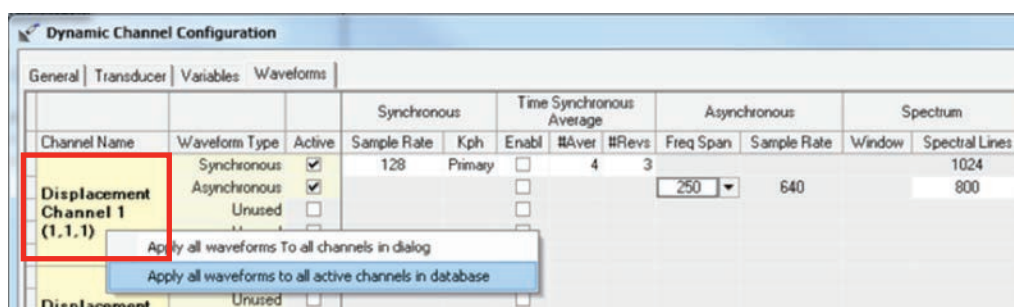 Dynamic Channel Configuration
General Transducer Variables Waveforms
Synchronous Time Synchronous Average Asynchronous Spectrum
Channel Name Waveform Type Active Sample Rate Kph Enabl #Aver #Revs Freq Span Sample Rate Window Spectral Lines
Synchronous 128 Primary 4 3 1024
Displacement Asynchronous 250 640 800
Channel 1 Unused
(1,1,1)
Apply all waveforms To all channels in dialog
Apply all waveforms to all active channels in database
Displacement Unused